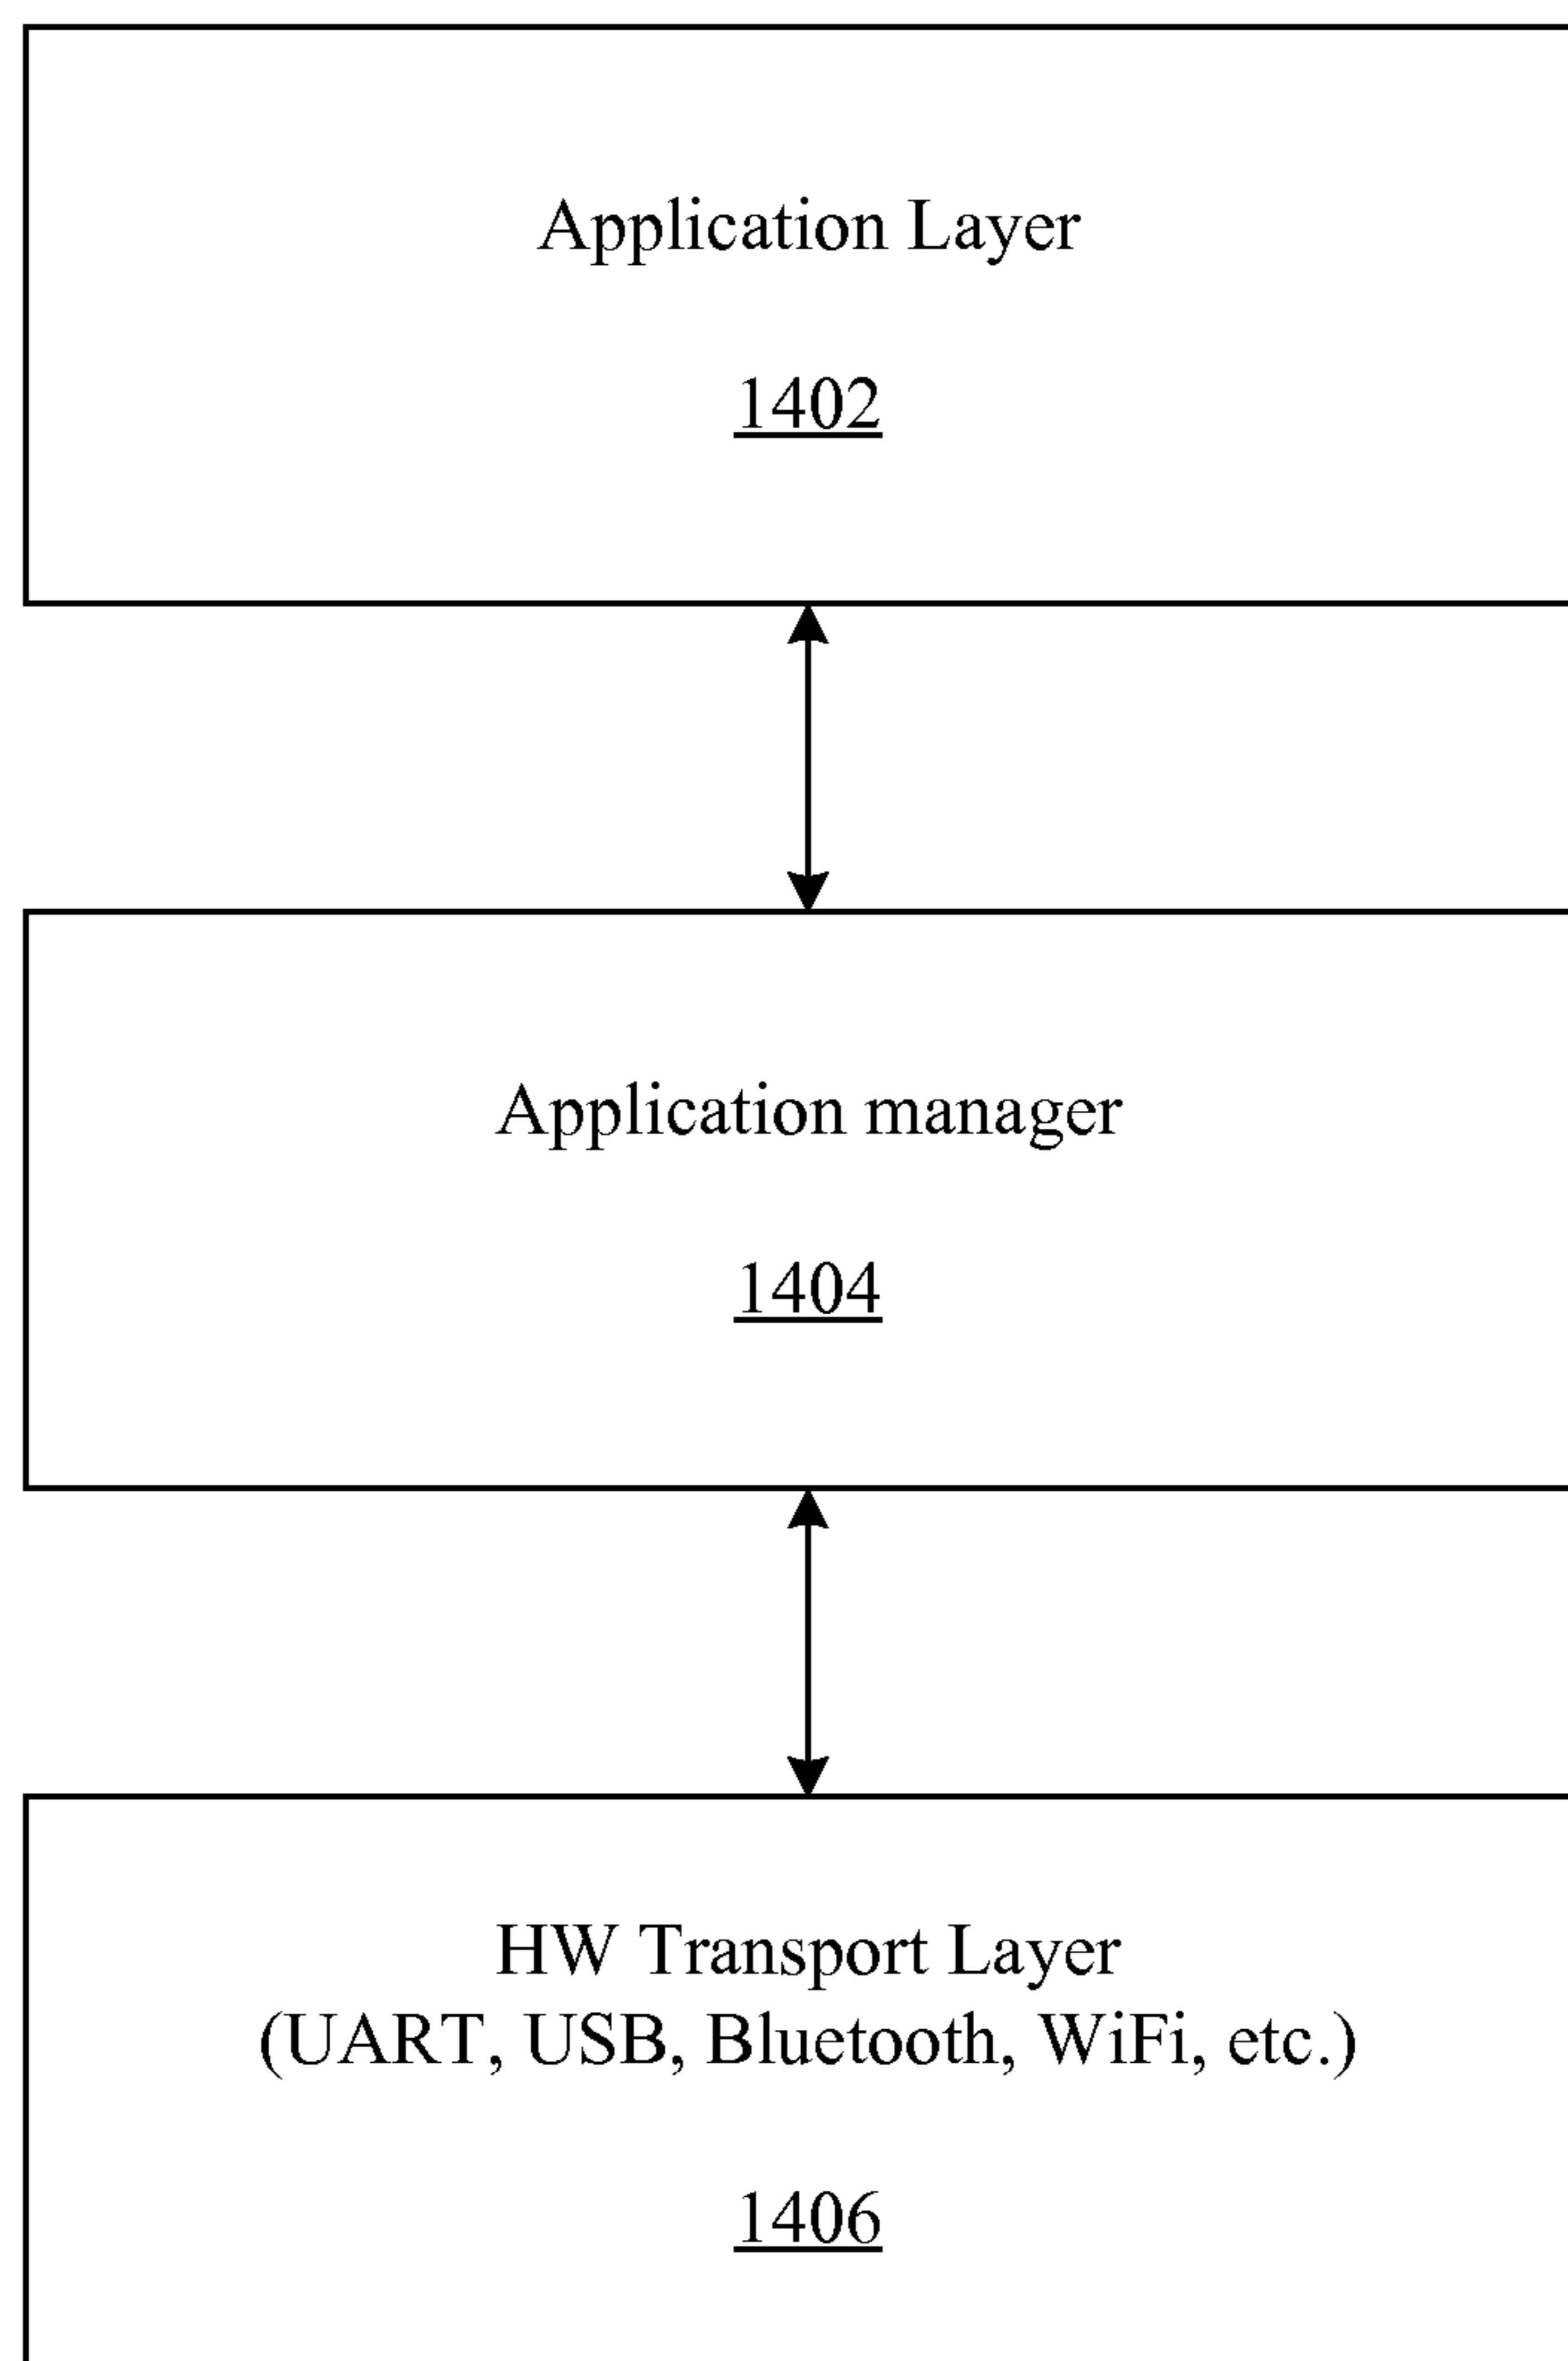 Application Layer
1402
Application manager
1404
HW Transport Layer
(UART, USB, Bluetooth, WiFi, etc.)
1406